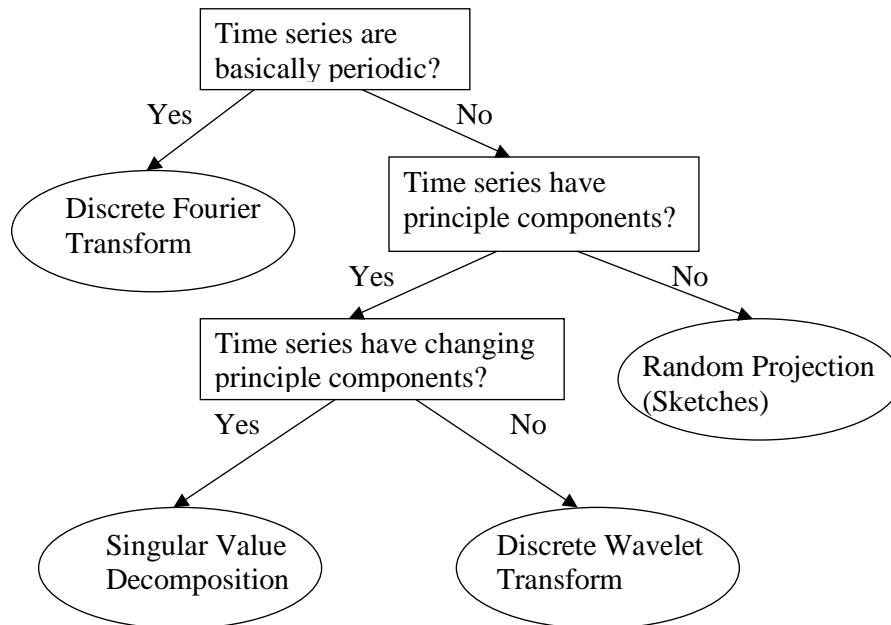 Time series are
basically periodic?
Yes
No
Discrete Fourier
Transform
Time series have
principle components?
Yes
No
Time series have changing
principle components?
Random Projection
(Sketches)
Yes
No
Singular Value
Decomposition
Discrete Wavelet
Transform